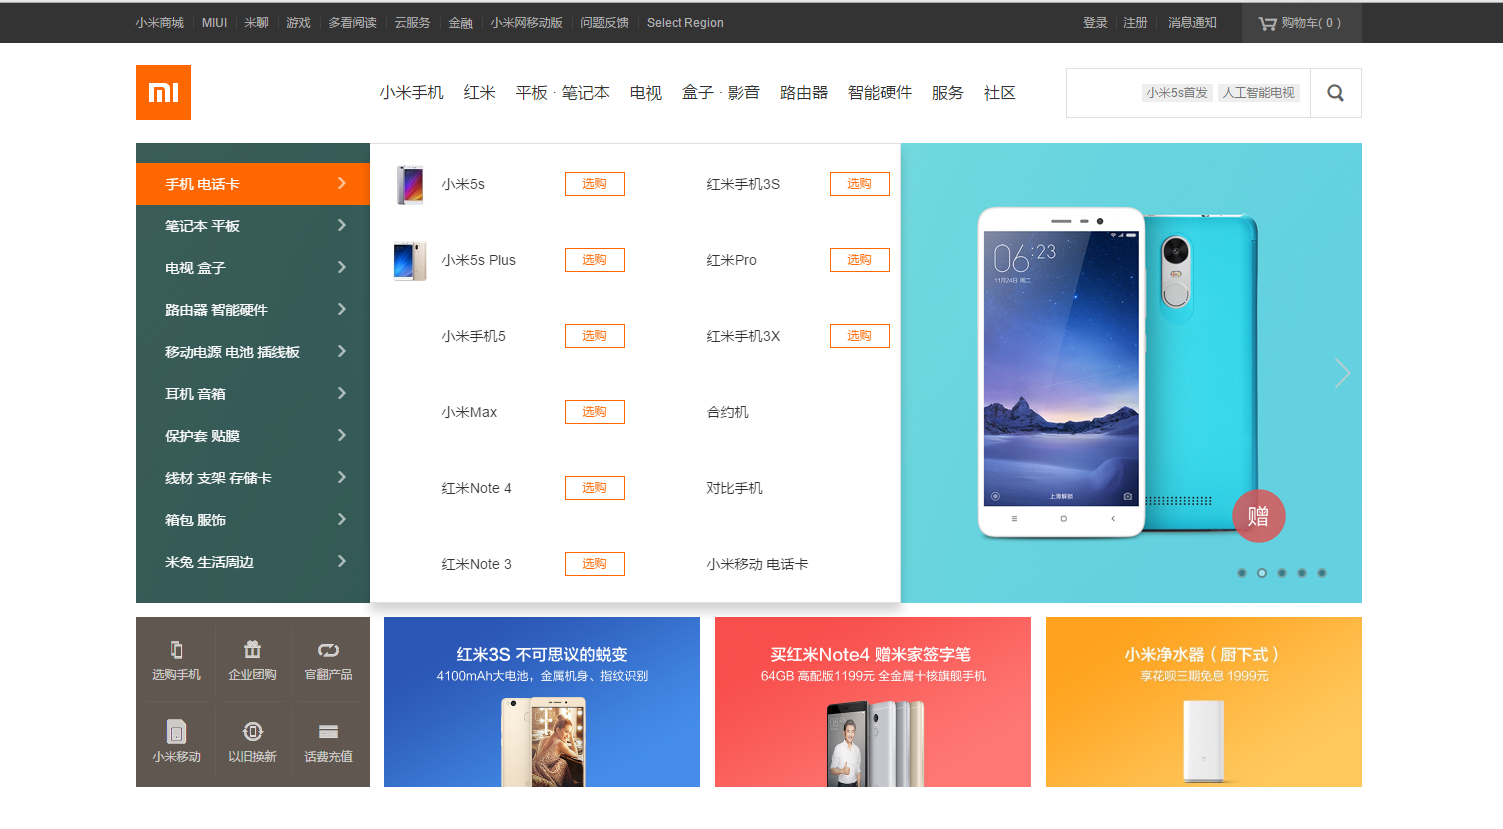 小米商城 MIUI 米聊 游戏 多看阅读 云服务 金融 小米网移动版 问题反馈 Select Region 登录 注册 消息通知 购物车( 0 )
mi 小米手机 红米 平板 · 笔记本 电视 盒子 · 影音 路由器 智能硬件 服务 社区 小米5s首发 人工智能电视
手机 电话卡
笔记本 平板
电视 盒子
路由器 智能硬件
移动电源 电池 插线板
耳机 音箱
保护套 贴膜
线材 支架 存储卡
箱包 服饰
米兔 生活周边
小米5s 选购 红米手机3S 选购
小米5s Plus 选购 红米Pro 选购
小米手机5 选购 红米手机3X 选购
小米Max 选购 合约机
红米Note 4 选购 对比手机
红米Note 3 选购 小米移动 电话卡
06:23
11月24日 周二
上滑解锁
赠
选购手机 企业团购 官翻产品
小米移动 以旧换新 话费充值
红米3S 不可思议的蜕变
4100mAh大电池，金属机身、指纹识别
买红米Note4 赠米家签字笔
64GB 高配版1199元 全金属十核旗舰手机
小米净水器（厨下式）
享花呗三期免息 1999元